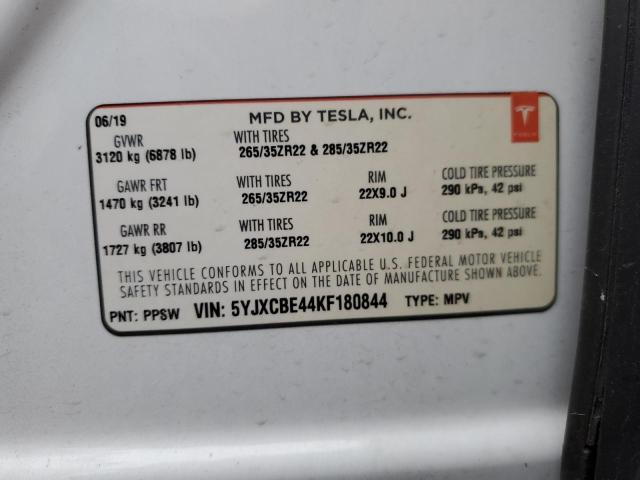 06/19 MFD BY TESLA, INC.
TESLA
GVWR WITH TIRES
3120 kg (6878 lb) 265/35ZR22 & 285/35ZR22
GAWR FRT WITH TIRES RIM COLD TIRE PRESSURE
1470 kg (3241 lb) 265/35ZR22 22X9.0 J 290 kPa, 42 psi
GAWR RR WITH TIRES RIM COLD TIRE PRESSURE
1727 kg (3807 lb) 285/35ZR22 22X10.0 J 290 kPa, 42 psi
THIS VEHICLE CONFORMS TO ALL APPLICABLE U.S. FEDERAL MOTOR VEHICLE
SAFETY STANDARDS IN EFFECT ON THE DATE OF MANUFACTURE SHOWN ABOVE.
PNT: PPSW VIN: 5YJXCBE44KF180844 TYPE: MPV